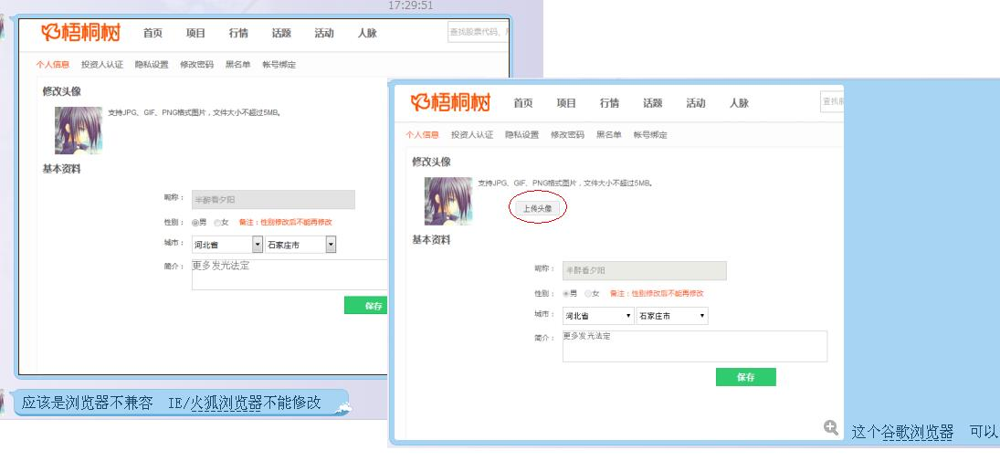 17:29:51
梧桐树 首页 项目 行情 话题 活动 人脉 查找股票代码、
个人信息 投资人认证 隐私设置 修改密码 黑名单 帐号绑定
修改头像
支持JPG、GIF、PNG格式图片，文件大小不超过5MB。
基本资料
昵称： 半醉看夕阳
性别： 男 女 备注：性别修改后不能再修改
城市： 河北省 石家庄市
简介： 更多发光法定
保存
应该是浏览器不兼容 IE/火狐浏览器不能修改
梧桐树 首页 项目 行情 话题 活动 人脉 查找股
个人信息 投资人认证 隐私设置 修改密码 黑名单 帐号绑定
修改头像
支持JPG、GIF、PNG格式图片，文件大小不超过5MB。
上传头像
基本资料
昵称： 半醉看夕阳
性别： 男 女 备注：性别修改后不能再修改
城市： 河北省 石家庄市
简介： 更多发光法定
保存
这个谷歌浏览器 可以